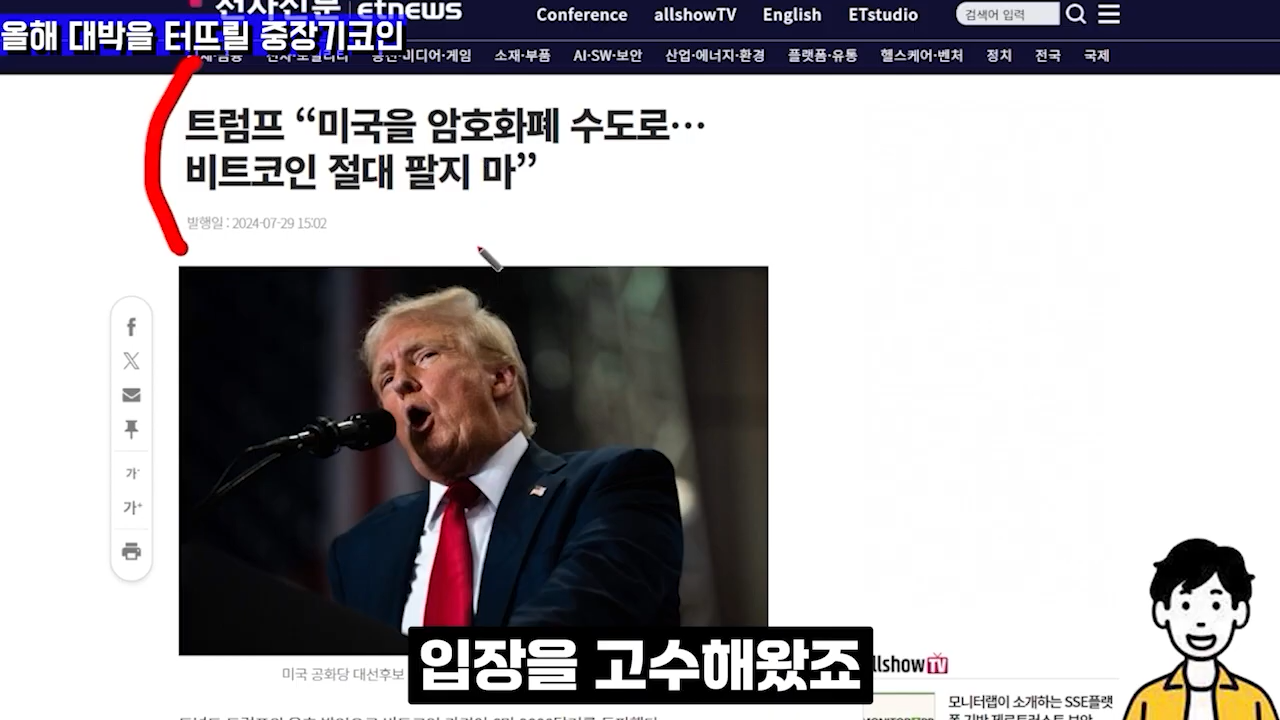 전자신문 etnews
Conference allshowTV English ETstudio 검색어 입력
올해 대박을 터뜨릴 중장기코인
소재·부품 AI·SW·보안 산업·에너지·환경 플랫폼·유통 헬스케어·벤처 정치 전국 국제
트럼프 “미국을 암호화폐 수도로…
비트코인 절대 팔지 마”
발행일 : 2024-07-29 15:02
가-
가+
미국 공화당 대선후보
입장을 고수해왔죠
allshowTV
모니터랩이 소개하는 SSE플랫